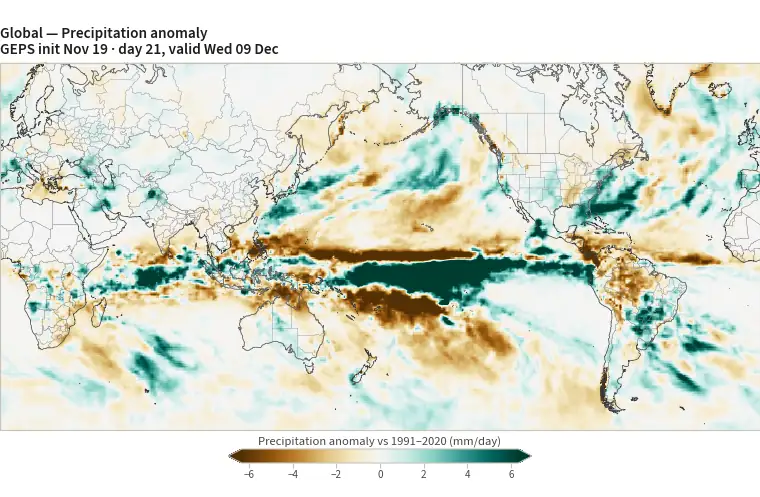 Global — Precipitation anomaly
GEPS init Nov 19 · day 21, valid Wed 09 Dec
Precipitation anomaly vs 1991–2020 (mm/day)
−6 −4 −2 0 2 4 6